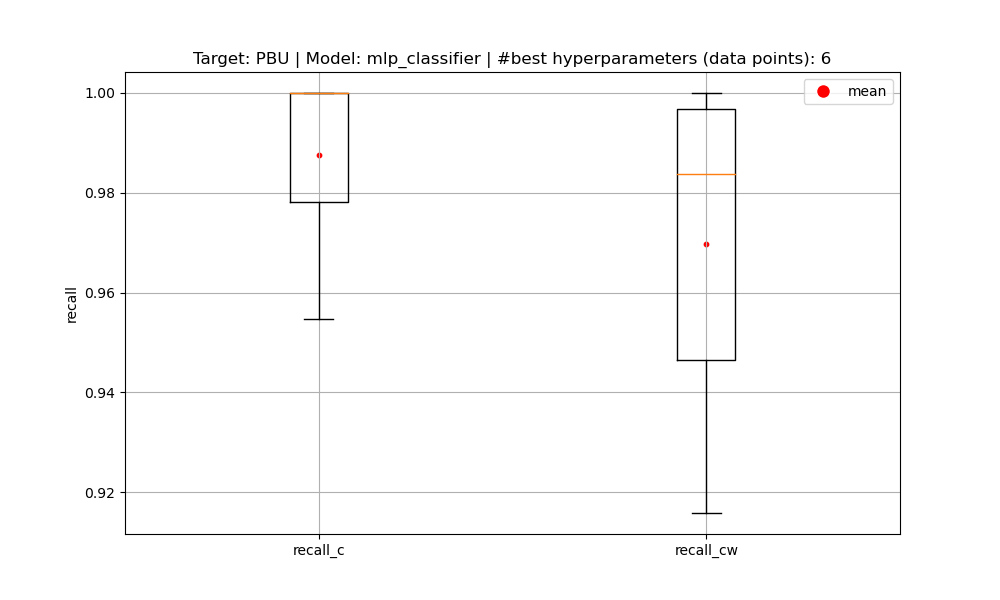 Target: PBU | Model: mlp_classifier | #best hyperparameters (data points): 6
mean
1.00
0.98
0.96
0.94
0.92
recall
recall_c
recall_cw